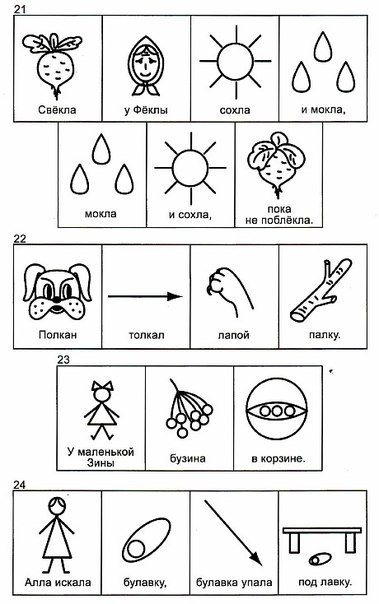 21
Свёкла у Фёклы сохла и мокла,
мокла и сохла, пока
не поблёкла.
22
Полкан толкал лапой палку.
23
У маленькой
Зины бузина в корзине.
24
Алла искала булавку, булавка упала под лавку.